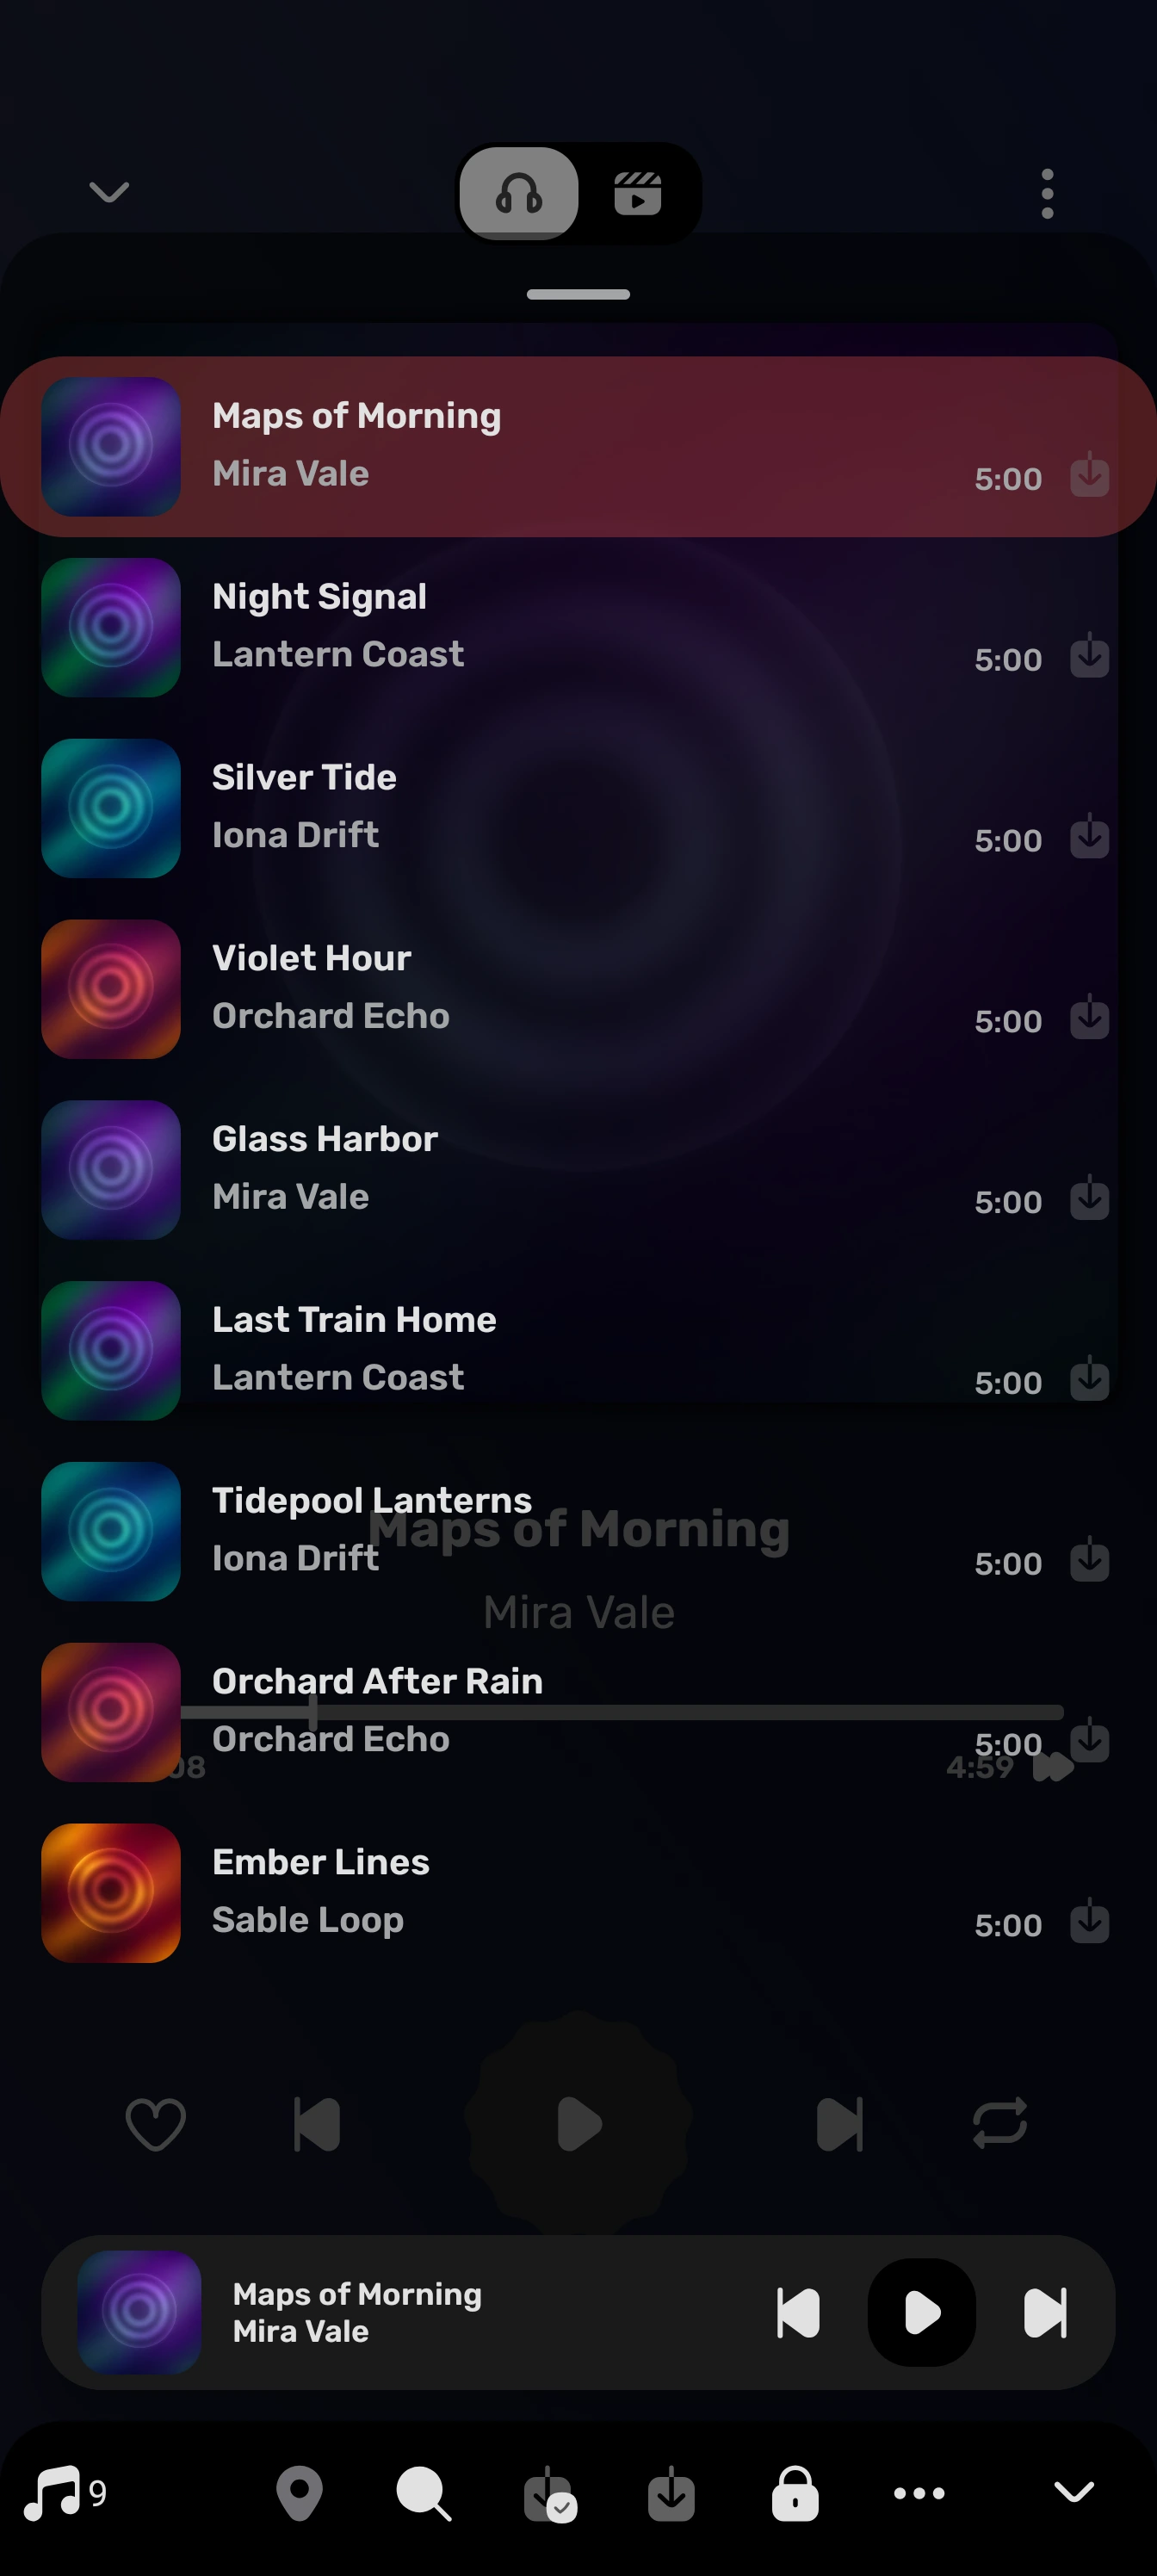 Maps of Morning
Mira Vale
5:00
Night Signal
Lantern Coast
5:00
Silver Tide
Iona Drift
5:00
Violet Hour
Orchard Echo
5:00
Glass Harbor
Mira Vale
5:00
Last Train Home
Lantern Coast
5:00
Tidepool Lanterns
Maps of Morning
Iona Drift
5:00
Mira Vale
Orchard After Rain
Orchard Echo
5:00
08
4:59
Ember Lines
Sable Loop
5:00
Maps of Morning
Mira Vale
9